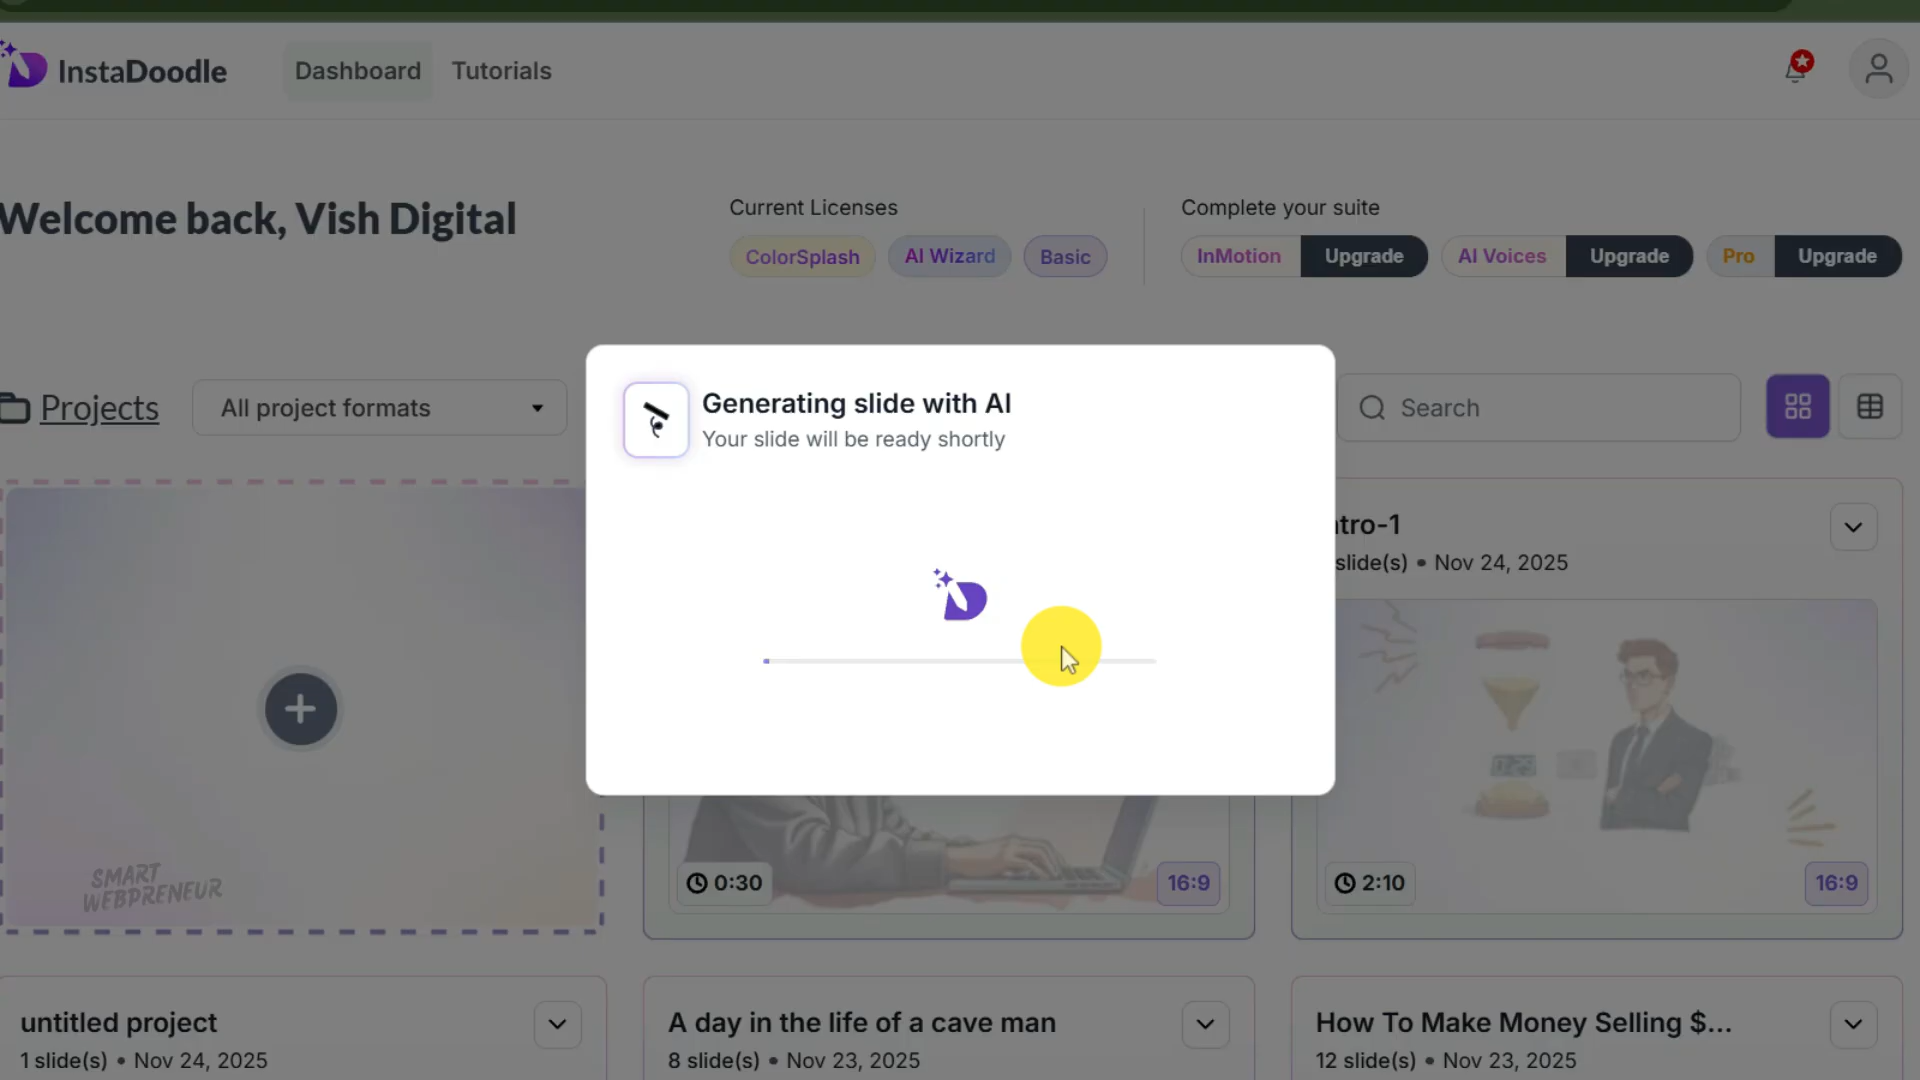 InstaDoodle
Dashboard
Tutorials
Welcome back, Vish Digital
Current Licenses
ColorSplash
AI Wizard
Basic
Complete your suite
InMotion
Upgrade
AI Voices
Upgrade
Pro
Upgrade
Projects
All project formats
Search
Generating slide with AI
Your slide will be ready shortly
ntro-1
slide(s) • Nov 24, 2025
SMART
WEBPRENEUR
0:30
16:9
2:10
16:9
untitled project
1 slide(s) • Nov 24, 2025
A day in the life of a cave man
8 slide(s) • Nov 23, 2025
How To Make Money Selling $...
12 slide(s) • Nov 23, 2025